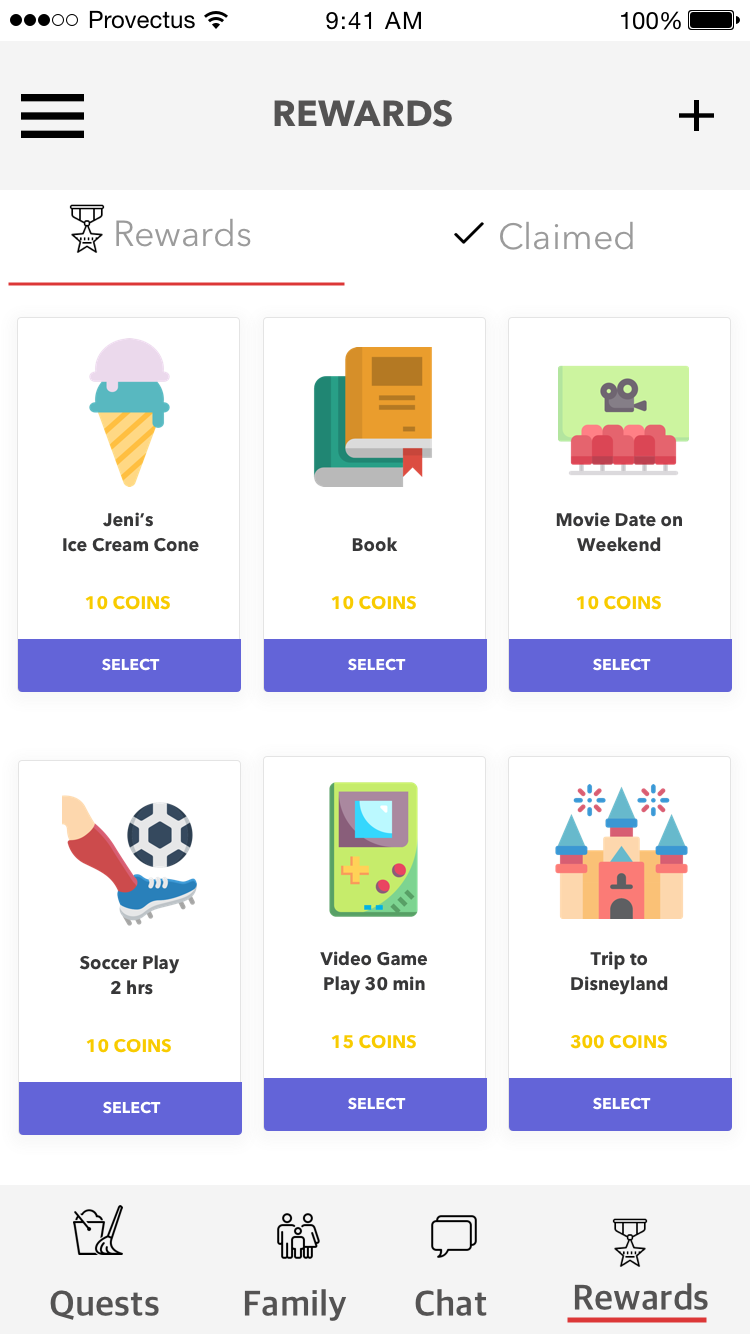 Provectus 9:41 AM 100%
REWARDS
Rewards Claimed
Jeni's
Ice Cream Cone
10 COINS
SELECT
Book
10 COINS
SELECT
Movie Date on
Weekend
10 COINS
SELECT
Soccer Play
2 hrs
10 COINS
SELECT
Video Game
Play 30 min
15 COINS
SELECT
Trip to
Disneyland
300 COINS
SELECT
Quests Family Chat Rewards